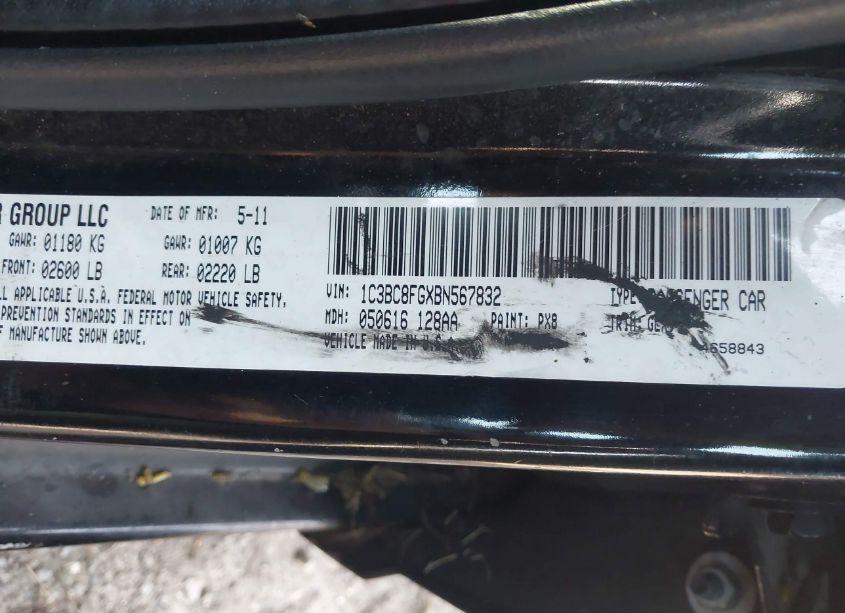 R GROUP LLC DATE OF MFR: 5-11
GAWR: 01180 KG GAWR: 01007 KG
FRONT: 02600 LB REAR: 02220 LB
LL APPLICABLE U.S.A. FEDERAL MOTOR VEHICLE SAFETY,
PREVENTION STANDARDS IN EFFECT ON
F MANUFACTURE SHOWN ABOVE.
VIN: 1C3BC8FGXBN567832 TYPE: PASSENGER CAR
MDH: 050616 128AA PAINT: PX8 TRIM:
VEHICLE MADE IN U.S.A. 4658843